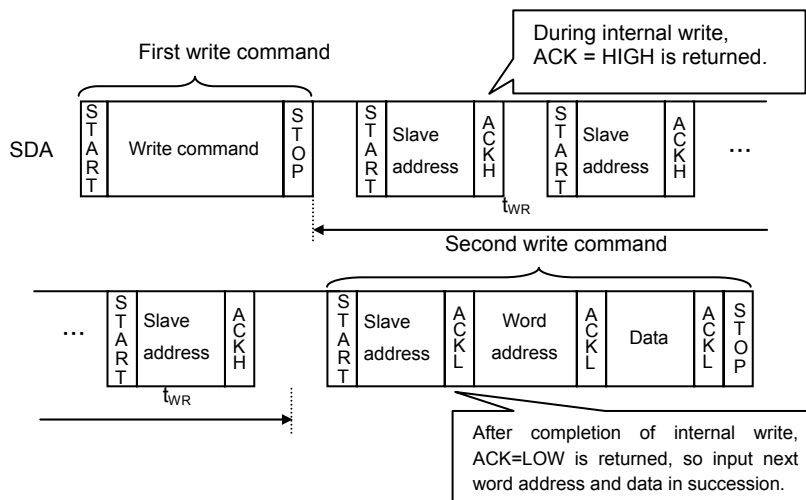 First write command
During internal write,
ACK = HIGH is returned.
SDA
START
Write command
STOP
START
Slave
address
ACKH
START
Slave
address
ACKH
…
tWR
Second write command
…
START
Slave
address
ACKH
START
Slave
address
ACKL
Word
address
ACKL
Data
ACKL
STOP
tWR
After completion of internal write,
ACK=LOW is returned, so input next
word address and data in succession.